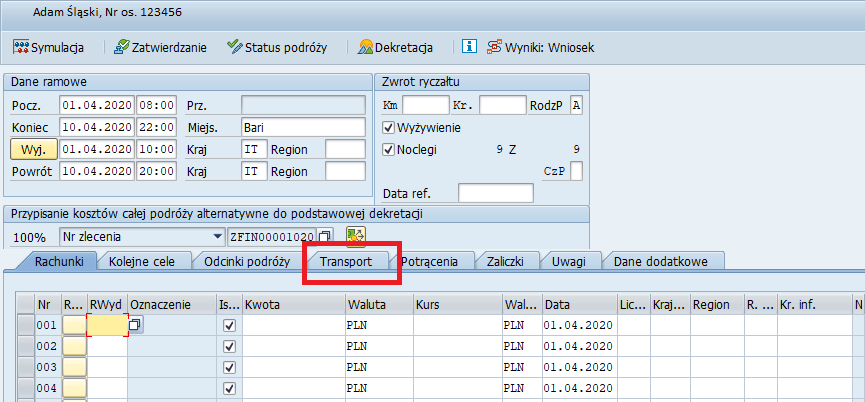 Adam Śląski, Nr os. 123456
Symulacja Zatwierdzanie Status podróży Dekretacja Wyniki: Wniosek
Dane ramowe
Pocz. 01.04.2020 08:00 Prz.
Koniec 10.04.2020 22:00 Miejs. Bari
Wyj. 01.04.2020 10:00 Kraj IT Region
Powrót 10.04.2020 20:00 Kraj IT Region
Zwrot ryczałtu
Km Kr. RodzP A
Wyżywienie
Noclegi 9 Z 9
CzP
Data ref.
Przypisanie kosztów całej podróży alternatywne do podstawowej dekretacji
100% Nr zlecenia ZFIN00001020
Rachunki Kolejne cele Odcinki podróży Transport Potrącenia Zaliczki Uwagi Dane dodatkowe
Nr R... RWyd Oznaczenie Is... Kwota Waluta Kurs Wal... Data Lic... Kraj... Region R. ... Kr. inf. N
001 PLN PLN 01.04.2020
002 PLN PLN 01.04.2020
003 PLN PLN 01.04.2020
004 PLN PLN 01.04.2020